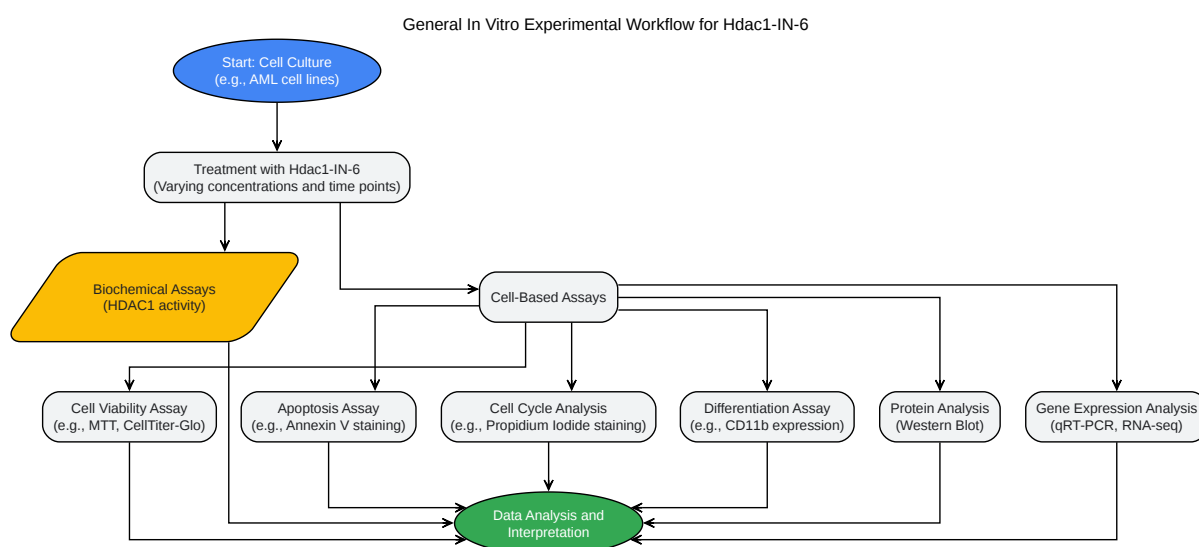 General In Vitro Experimental Workflow for Hdac1-IN-6
Start: Cell Culture
(e.g., AML cell lines)
Treatment with Hdac1-IN-6
(Varying concentrations and time points)
Biochemical Assays
(HDAC1 activity)
Cell-Based Assays
Cell Viability Assay
(e.g., MTT, CellTiter-Glo)
Apoptosis Assay
(e.g., Annexin V staining)
Cell Cycle Analysis
(e.g., Propidium Iodide staining)
Differentiation Assay
(e.g., CD11b expression)
Protein Analysis
(Western Blot)
Gene Expression Analysis
(qRT-PCR, RNA-seq)
Data Analysis and
Interpretation